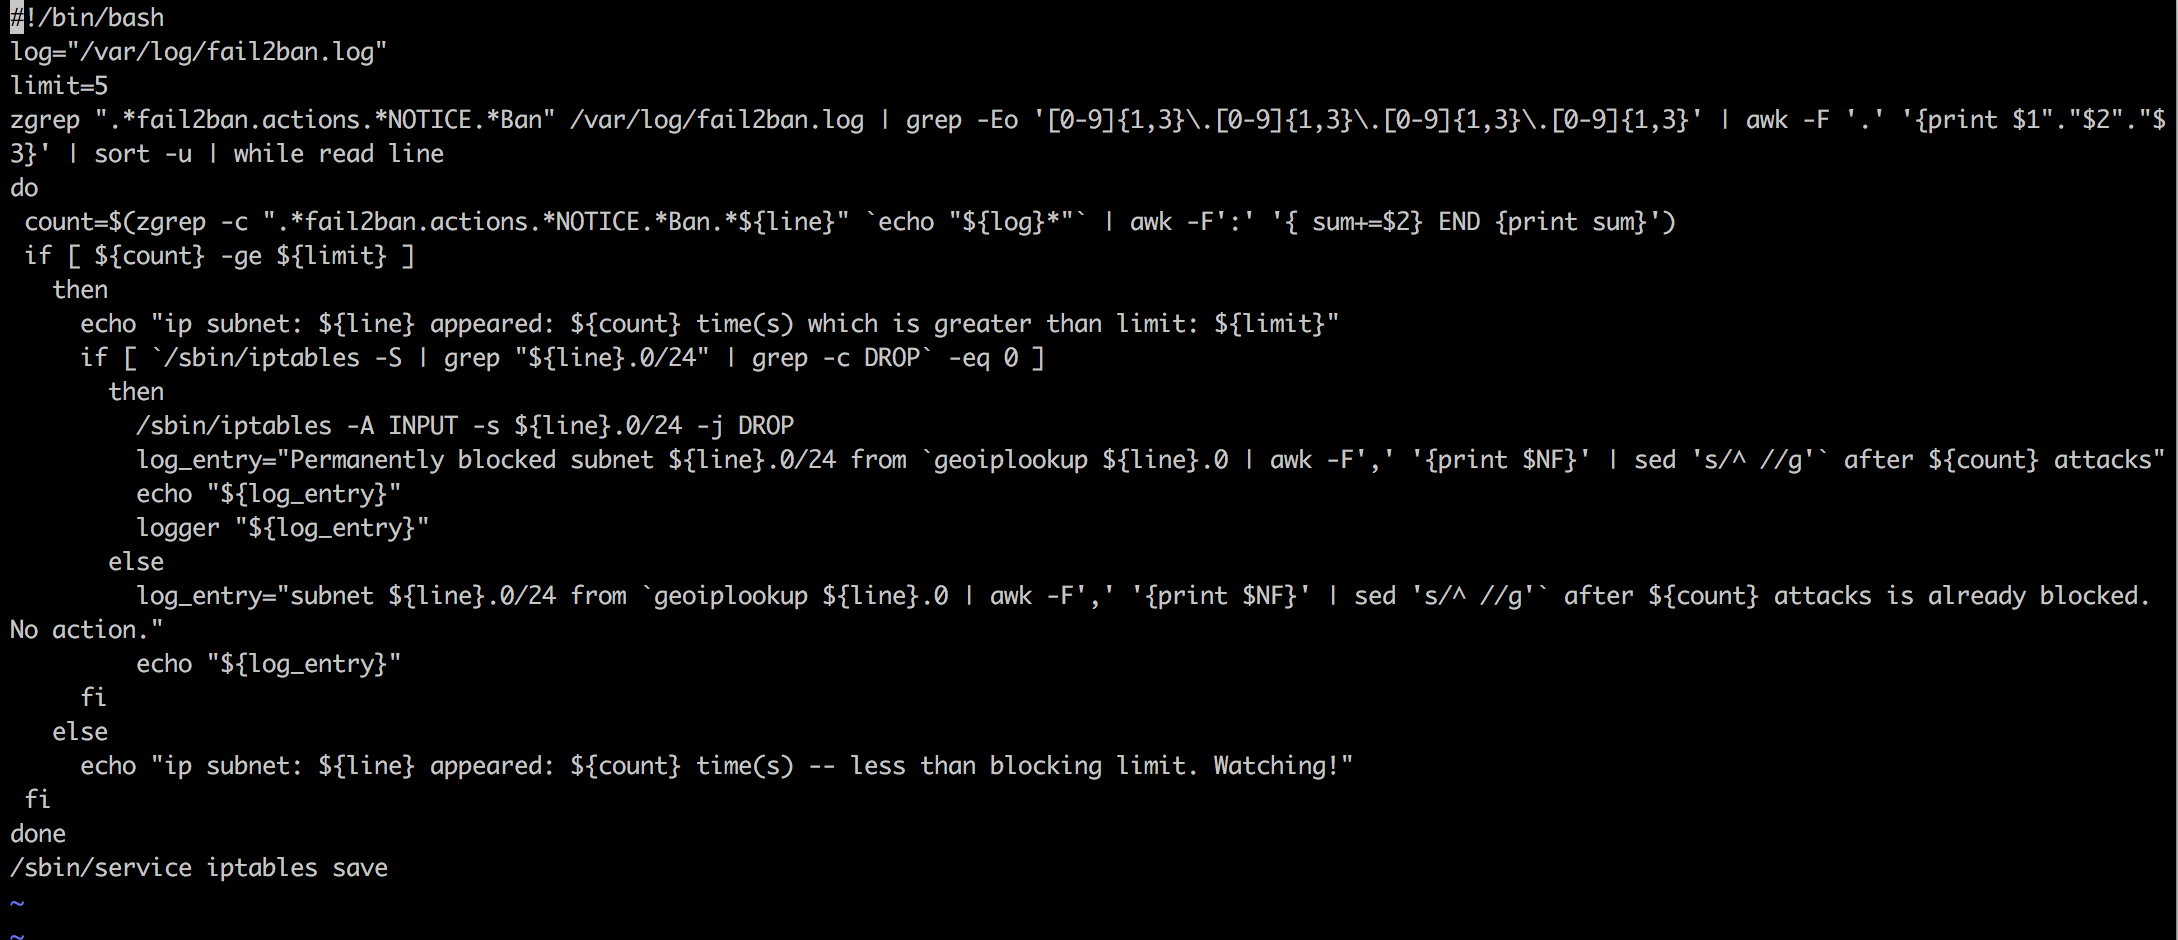 #!/bin/bash
log="/var/log/fail2ban.log"
limit=5
zgrep ".*fail2ban.actions.*NOTICE.*Ban" /var/log/fail2ban.log | grep -Eo '[0-9]{1,3}\.[0-9]{1,3}\.[0-9]{1,3}\.[0-9]{1,3}' | awk -F '.' '{print $1"."$2"."$
3}' | sort -u | while read line
do
 count=$(zgrep -c ".*fail2ban.actions.*NOTICE.*Ban.*${line}" `echo "${log}*"` | awk -F':' '{ sum+=$2} END {print sum}')
 if [ ${count} -ge ${limit} ]
   then
     echo "ip subnet: ${line} appeared: ${count} time(s) which is greater than limit: ${limit}"
     if [ `/sbin/iptables -S | grep "${line}.0/24" | grep -c DROP` -eq 0 ]
       then
         /sbin/iptables -A INPUT -s ${line}.0/24 -j DROP
         log_entry="Permanently blocked subnet ${line}.0/24 from `geoiplookup ${line}.0 | awk -F',' '{print $NF}' | sed 's/^ //g'` after ${count} attacks"
         echo "${log_entry}"
         logger "${log_entry}"
       else
         log_entry="subnet ${line}.0/24 from `geoiplookup ${line}.0 | awk -F',' '{print $NF}' | sed 's/^ //g'` after ${count} attacks is already blocked.
No action."
         echo "${log_entry}"
     fi
   else
     echo "ip subnet: ${line} appeared: ${count} time(s) -- less than blocking limit. Watching!"
 fi
done
/sbin/service iptables save
~
~